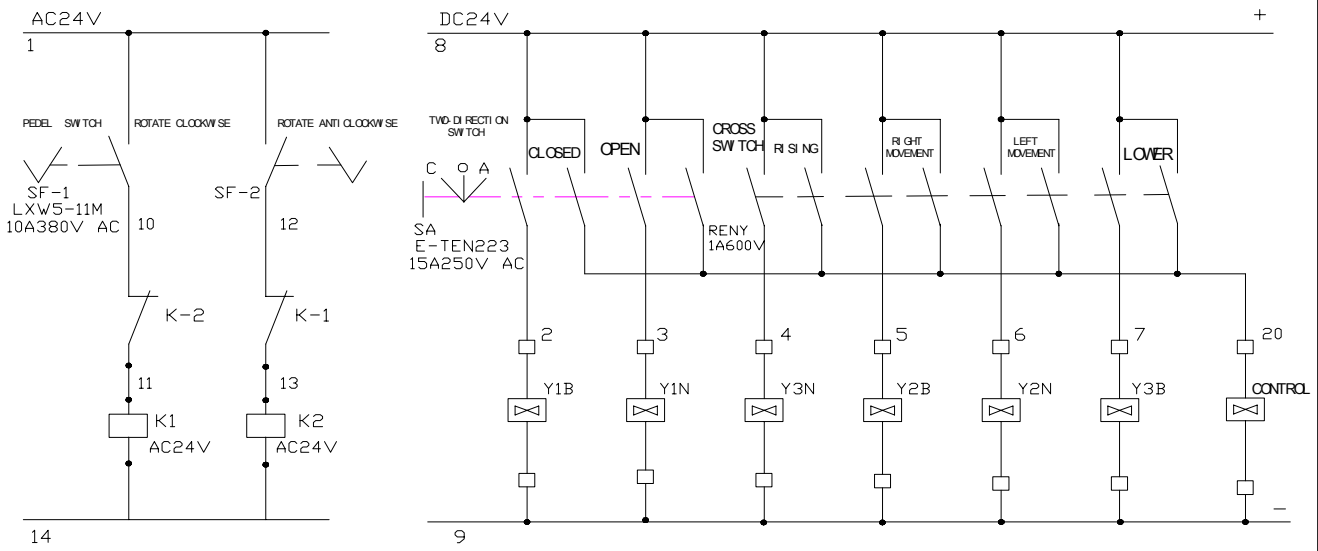 AC24V
1
PEDEL SWITCH
ROTATE CLOCKWISE
ROTATE ANTICLOCKWISE
SF-1
LXW5-11M
10A380V AC
10
SF-2
12
K-2
K-1
11
13
K1
AC24V
K2
AC24V
14
DC24V
+
8
TWO-DIRECTION
SWITCH
C O A
CLOSED
OPEN
CROSS
SWITCH
RISING
RIGHT
MOVEMENT
LEFT
MOVEMENT
LOWER
SA
E-TEN223
15A250V AC
RENY
1A600V
2
3
4
5
6
7
20
Y1B
Y1N
Y3N
Y2B
Y2N
Y3B
CONTROL
9
-